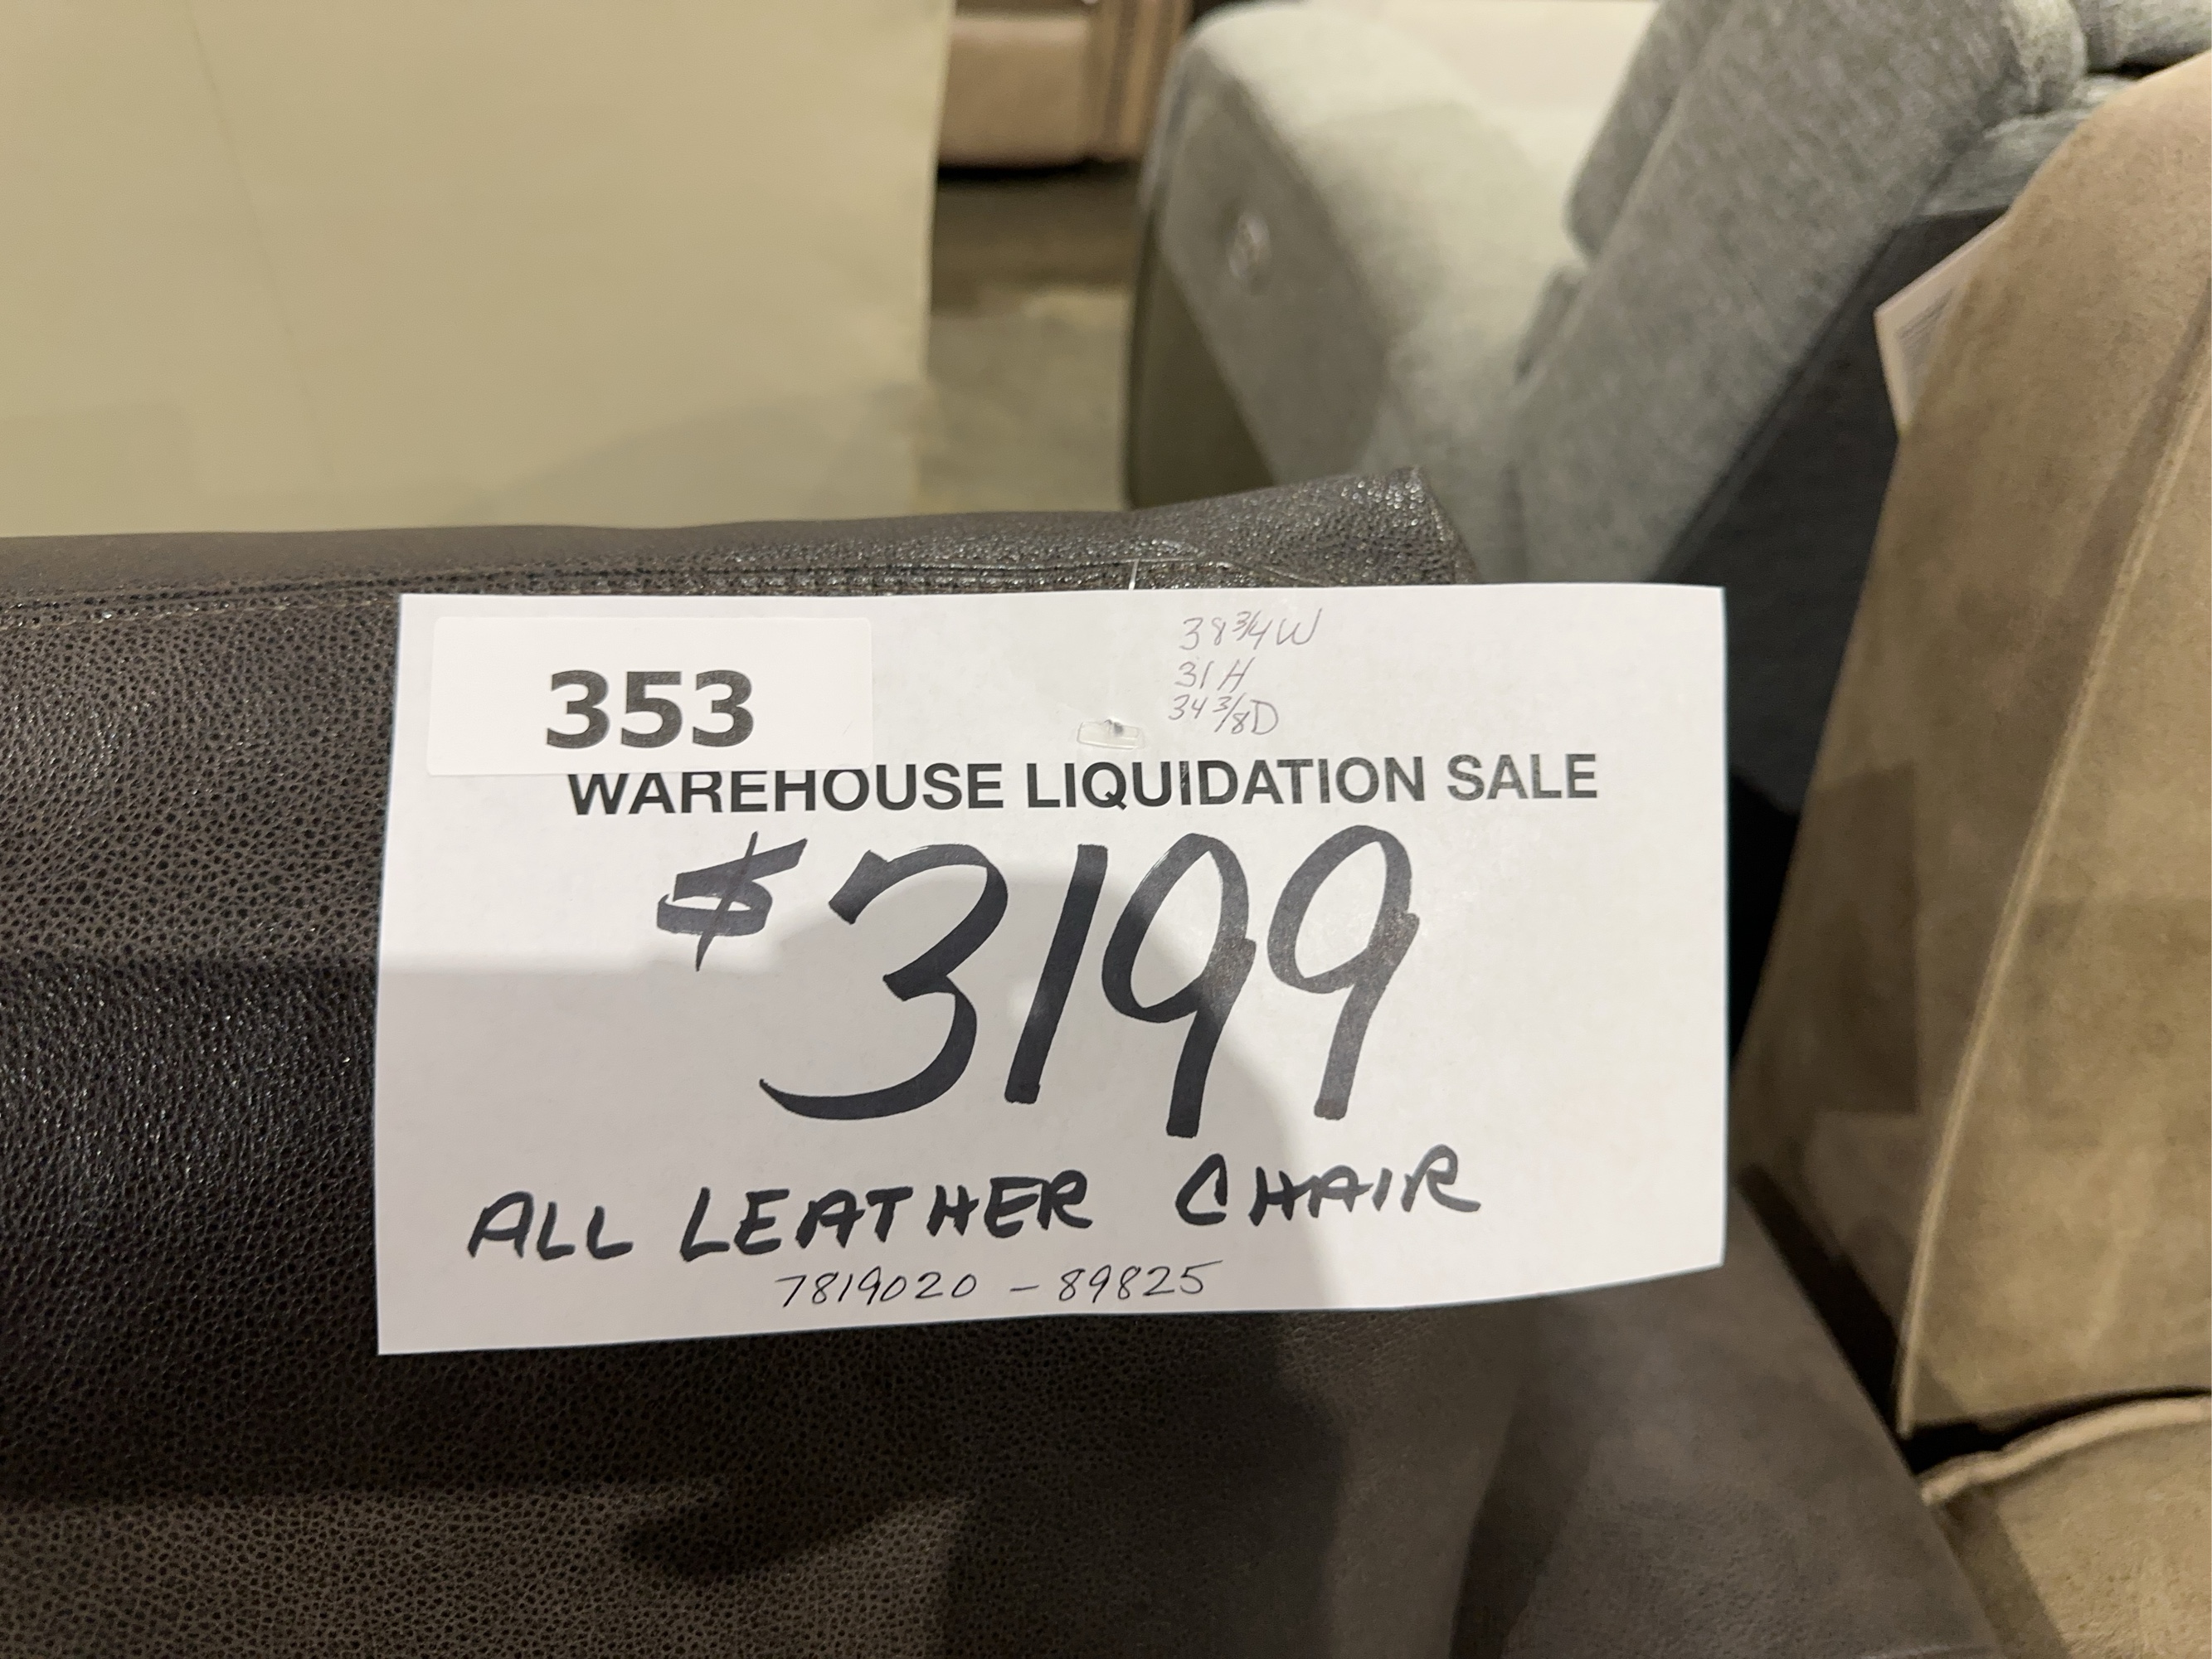 353
38 3/4 W
31 H
34 3/8 D
WAREHOUSE LIQUIDATION SALE
$3199
ALL LEATHER CHAIR
7819020 - 89825